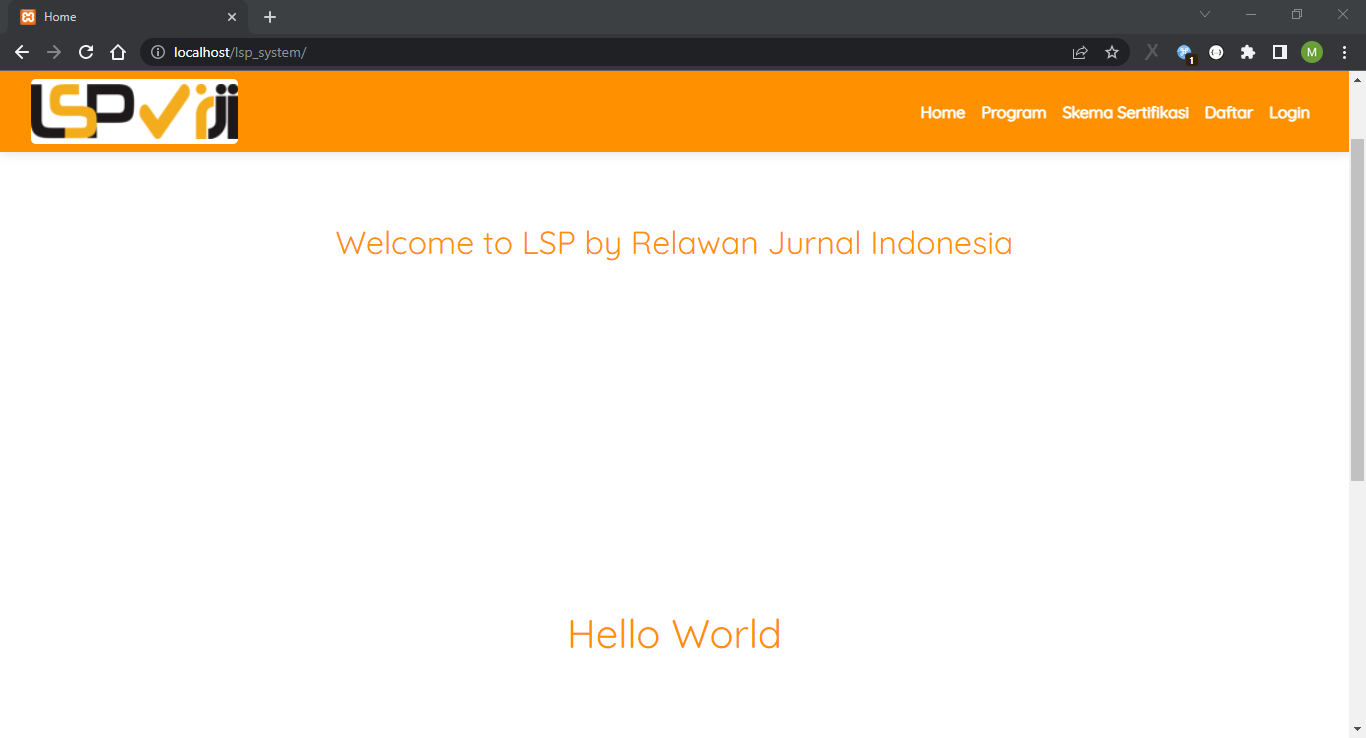 Home
localhost/lsp_system/
1
M
LSP rji
Home Program Skema Sertifikasi Daftar Login
Welcome to LSP by Relawan Jurnal Indonesia
Hello World